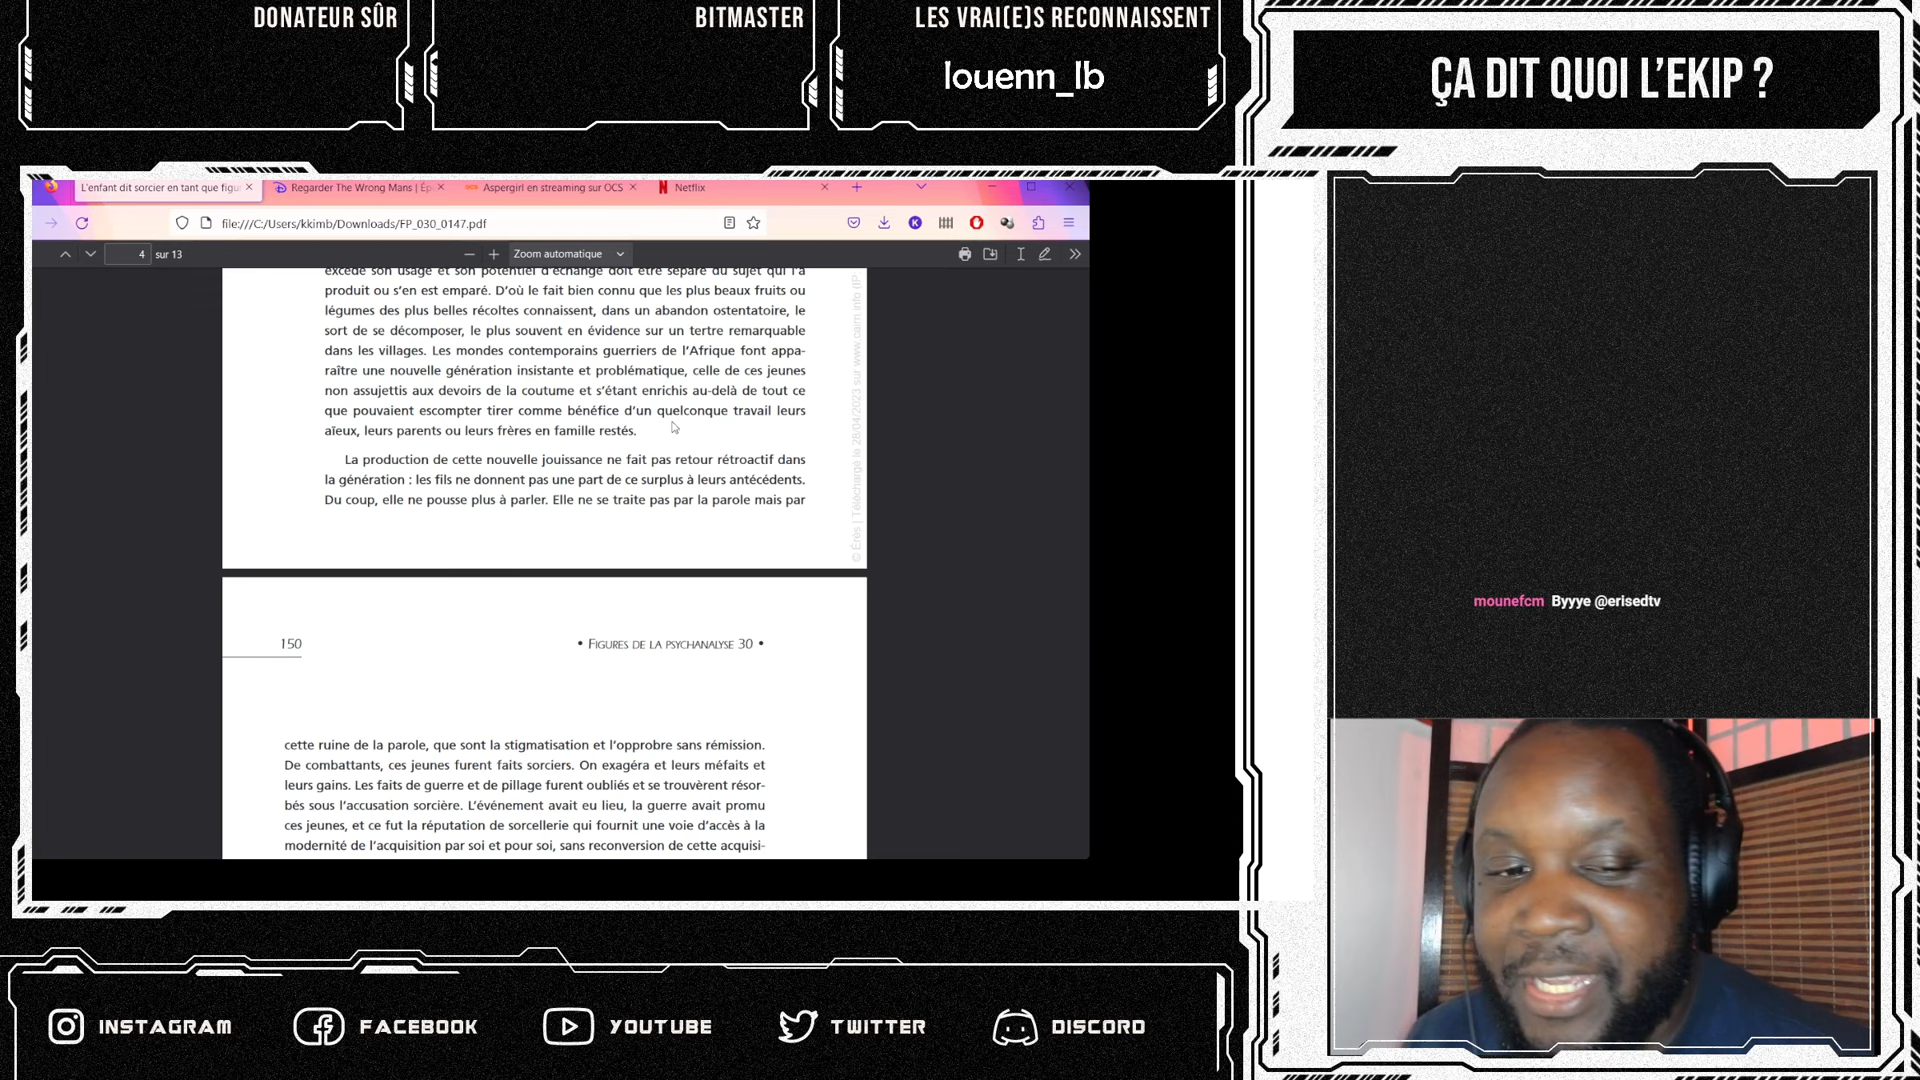 DONATEUR SÛR
BITMASTER
LES VRAI(E)S RECONNAISSENT
louenn_lb
ÇA DIT QUOI L'EKIP ?
L'enfant dit sorcier en tant que figu
Regarder The Wrong Mans | Ép
Aspergirl en streaming sur OCS
Netflix
file:///C:/Users/kkimb/Downloads/FP_030_0147.pdf
4 sur 13
Zoom automatique
excède son usage et son potentiel d'échange doit être séparé du sujet qui l'a
produit ou s'en est emparé. D'où le fait bien connu que les plus beaux fruits ou
légumes des plus belles récoltes connaissent, dans un abandon ostentatoire, le
sort de se décomposer, le plus souvent en évidence sur un tertre remarquable
dans les villages. Les mondes contemporains guerriers de l'Afrique font appa-
raître une nouvelle génération insistante et problématique, celle de ces jeunes
non assujettis aux devoirs de la coutume et s'étant enrichis au-delà de tout ce
que pouvaient escompter tirer comme bénéfice d'un quelconque travail leurs
aïeux, leurs parents ou leurs frères en famille restés.
La production de cette nouvelle jouissance ne fait pas retour rétroactif dans
la génération : les fils ne donnent pas une part de ce surplus à leurs antécédents.
Du coup, elle ne pousse plus à parler. Elle ne se traite pas par la parole mais par
© Érès | Téléchargé le 28/04/2023 sur www.cairn.info (IP:
150
• FIGURES DE LA PSYCHANALYSE 30 •
cette ruine de la parole, que sont la stigmatisation et l'opprobre sans rémission.
De combattants, ces jeunes furent faits sorciers. On exagéra et leurs méfaits et
leurs gains. Les faits de guerre et de pillage furent oubliés et se trouvèrent résor-
bés sous l'accusation sorcière. L'événement avait eu lieu, la guerre avait promu
ces jeunes, et ce fut la réputation de sorcellerie qui fournit une voie d'accès à la
modernité de l'acquisition par soi et pour soi, sans reconversion de cette acquisi-
mounefcm Byyye @erisedtv
INSTAGRAM
FACEBOOK
YOUTUBE
TWITTER
DISCORD